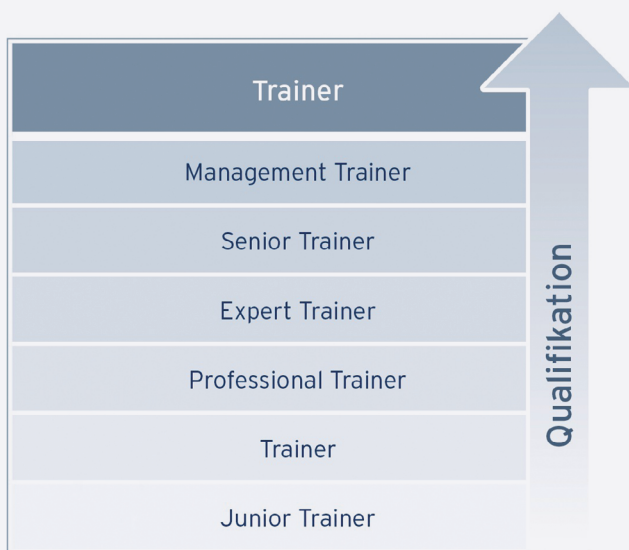 Trainer
Management Trainer
Senior Trainer
Expert Trainer
Professional Trainer
Trainer
Junior Trainer
Qualifikation